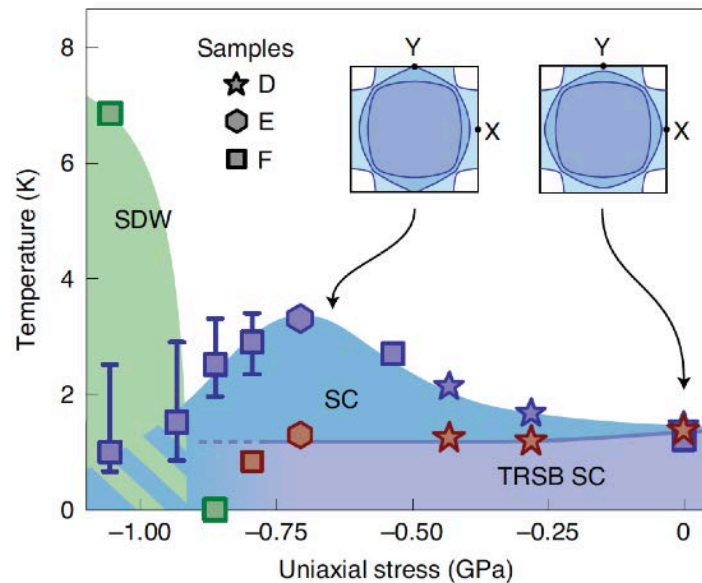 Samples
D
E
F
Y
X
Y
X
SDW
SC
TRSB SC
8
6
4
2
0
Temperature (K)
–1.00
–0.75
–0.50
–0.25
0
Uniaxial stress (GPa)